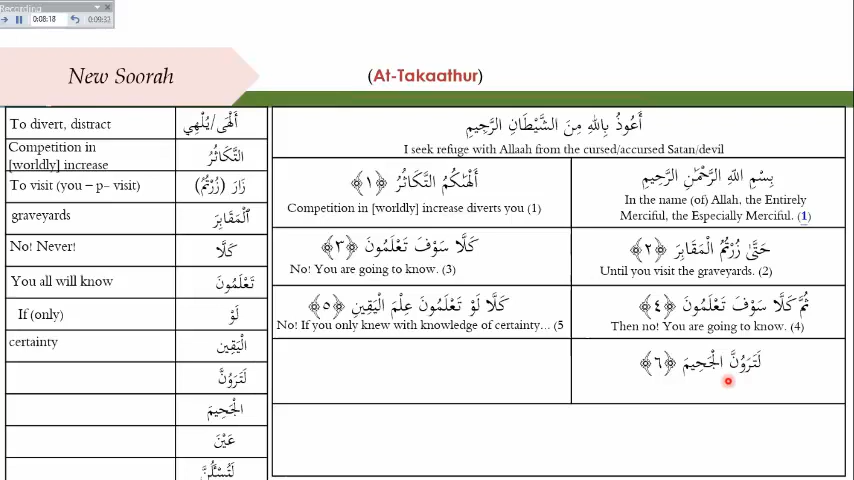 Recording
0:08:18
0:09:32
New Soorah
(At-Takaathur)
To divert, distract
أَلْهَى/يُلْهِي
Competition in
[worldly] increase
التَّكَاثُرُ
To visit (you – p– visit)
زَارَ (زُرْتُمُ)
graveyards
ٱلْمَقَابِرَ
No! Never!
كَلَّا
You all will know
تَعْلَمُونَ
If (only)
لَوْ
certainty
الْيَقِينِ
لَتَرَوُنَّ
الْجَحِيمَ
عَيْنَ
لَتُسْـَٔلُنَّ
أَعُوذُ بِاللهِ مِنَ الشَّيْطَانِ الرَّجِيمِ
I seek refuge with Allaah from the cursed/accursed Satan/devil
بِسْمِ اللَّهِ الرَّحْمَٰنِ الرَّحِيمِ
In the name (of) Allah, the Entirely
Merciful, the Especially Merciful. (1)
أَلْهَىٰكُمُ التَّكَاثُرُ ﴿١﴾
Competition in [worldly] increase diverts you (1)
حَتَّىٰ زُرْتُمُ الْمَقَابِرَ ﴿٢﴾
Until you visit the graveyards. (2)
كَلَّا سَوْفَ تَعْلَمُونَ ﴿٣﴾
No! You are going to know. (3)
ثُمَّ كَلَّا سَوْفَ تَعْلَمُونَ ﴿٤﴾
Then no! You are going to know. (4)
كَلَّا لَوْ تَعْلَمُونَ عِلْمَ الْيَقِينِ ﴿٥﴾
No! If you only knew with knowledge of certainty... (5
لَتَرَوُنَّ الْجَحِيمَ ﴿٦﴾